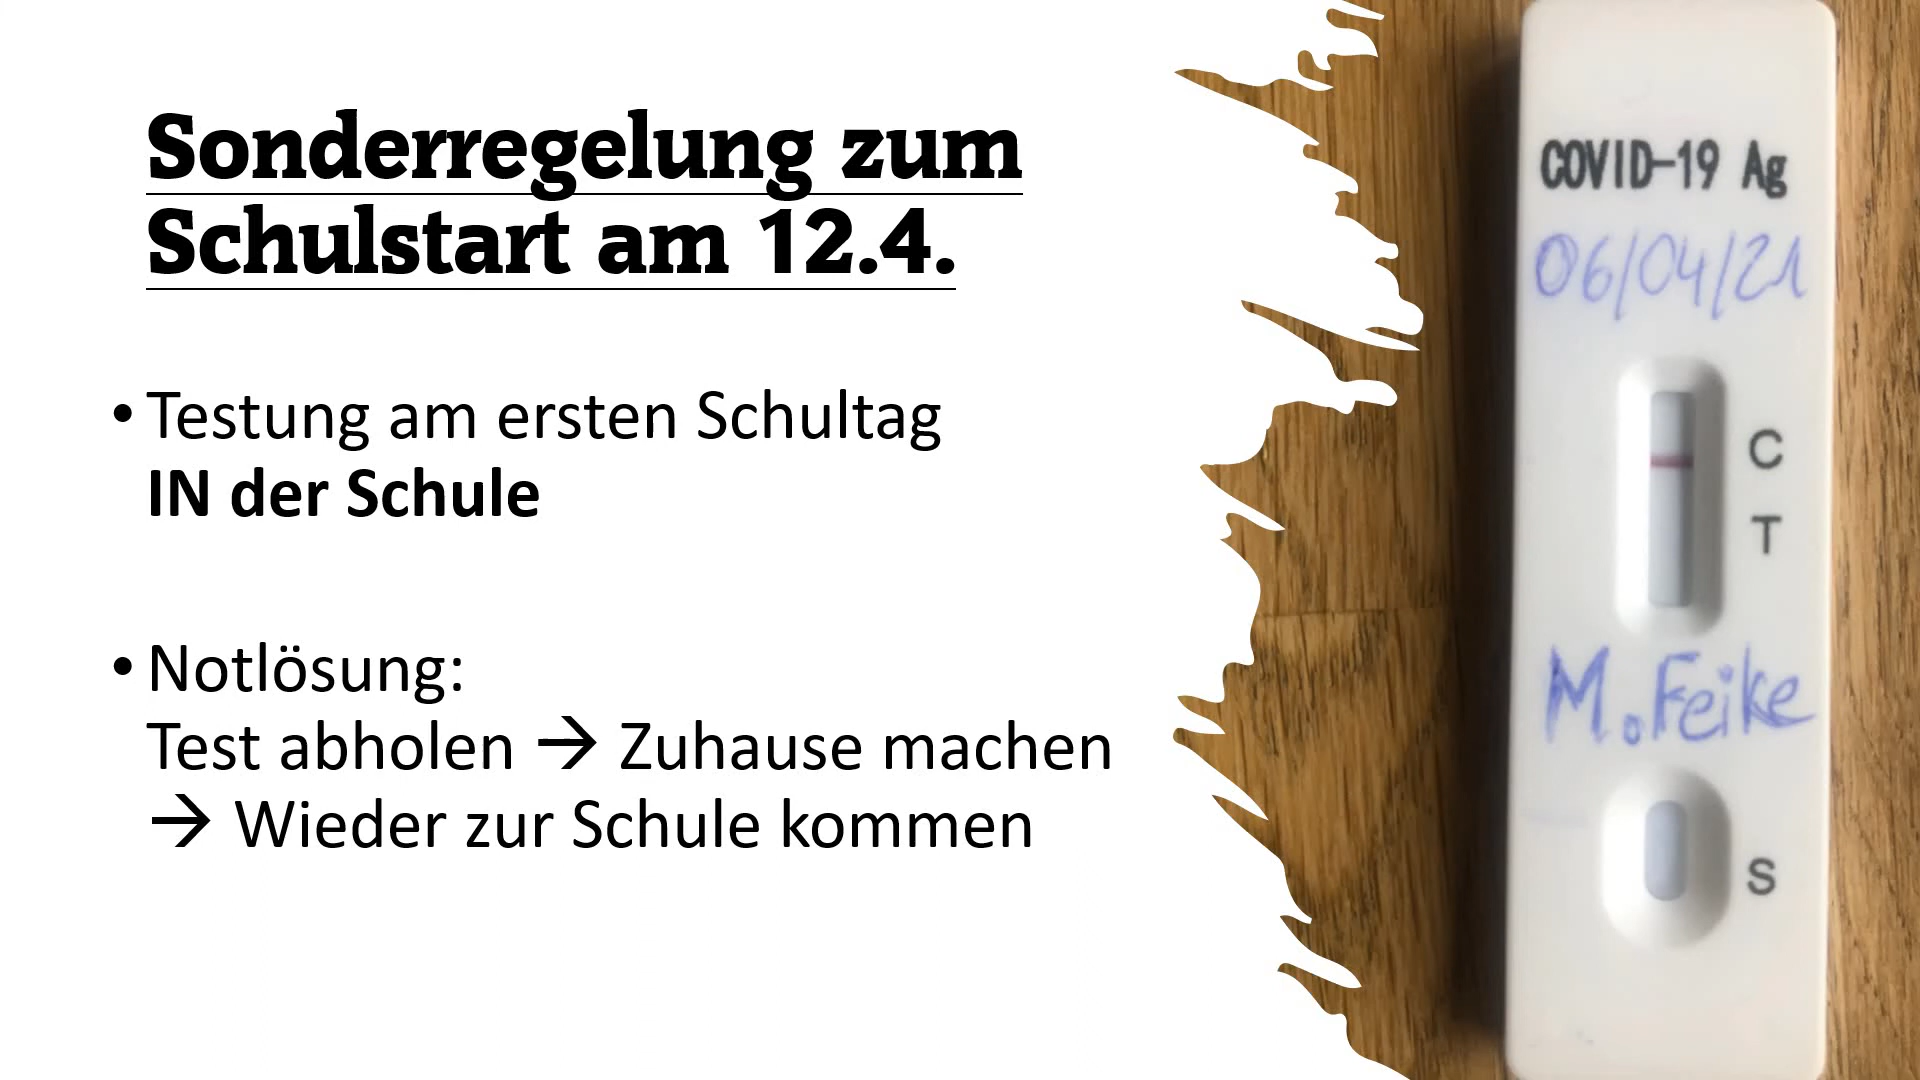 Sonderregelung zum
Schulstart am 12.4.
• Testung am ersten Schultag
IN der Schule
• Notlösung:
Test abholen → Zuhause machen
→ Wieder zur Schule kommen
COVID-19 Ag
06/04/21
C
T
M.Feike
S